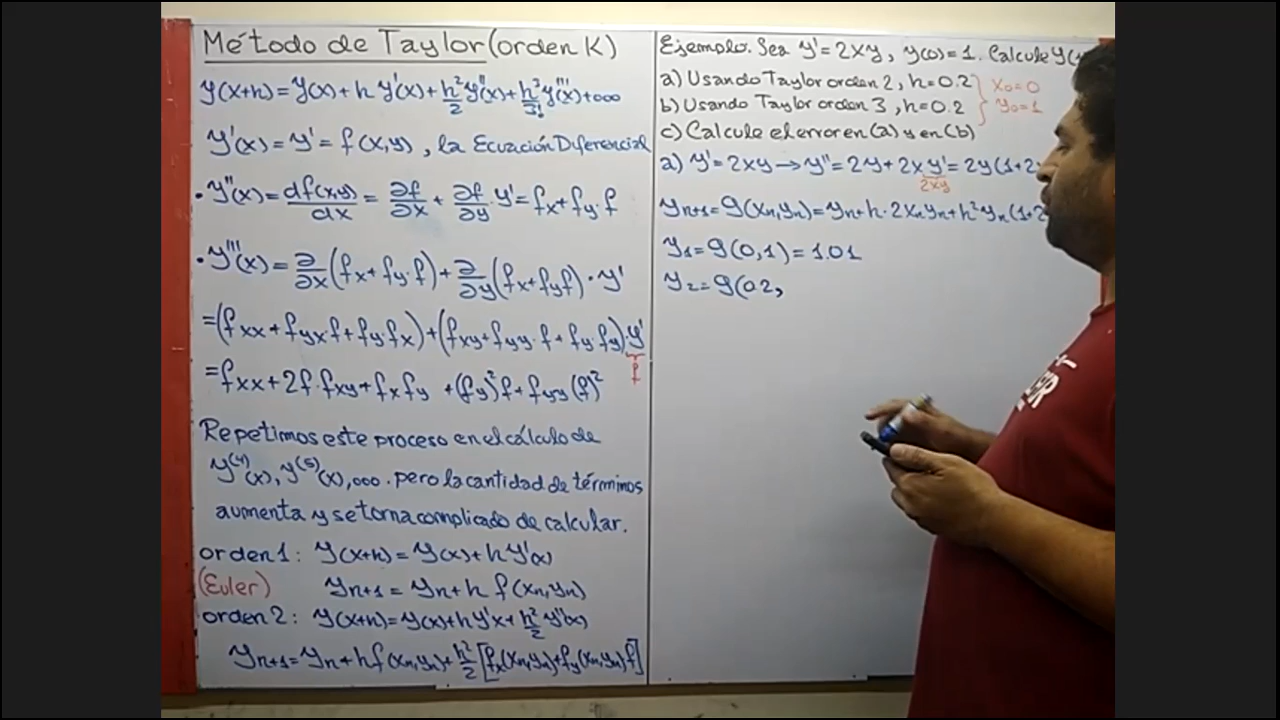 Método de Taylor (orden K)
y(x+h) = y(x) + h y'(x) + h²/2 y''(x) + h³/3! y'''(x) + ooo
y'(x) = y' = f(x,y), la Ecuación Diferencial
• y''(x) = df(x,y)/dx = ∂f/∂x + ∂f/∂y · y' = fx + fy · f
• y'''(x) = ∂/∂x (fx + fy · f) + ∂/∂y (fx + fy f) · y'
= (fxx + fyx · f + fy · fx) + (fxy + fyy · f + fy · fy) · y'
f
= fxx + 2f · fxy + fx fy + (fy)² f + fyy (f)²
Repetimos este proceso en el cálculo de
y⁽⁴⁾(x), y⁽⁵⁾(x), ooo. pero la cantidad de términos
aumenta y se torna complicado de calcular.
orden 1: y(x+h) = y(x) + h y'(x)
(Euler) yn+1 = yn + h f(xn, yn)
orden 2: y(x+h) = y(x) + h y'x + h²/2 y''(x)
yn+1 = yn + h f(xn, yn) + h²/2 [fx(xn, yn) + fy(xn, yn) f]
Ejemplo. Sea y' = 2xy, y(0) = 1. Calcule y(
a) Usando Taylor orden 2, h = 0.2
b) Usando Taylor orden 3, h = 0.2
x0 = 0
y0 = 1
c) Calcule el error en (a) y en (b)
a) y' = 2xy → y'' = 2y + 2x y' = 2y(1+2
2xy
yn+1 = g(xn, yn) = yn + h · 2xn yn + h² yn (1+2
y1 = g(0,1) = 1.01
y2 = g(0.2,